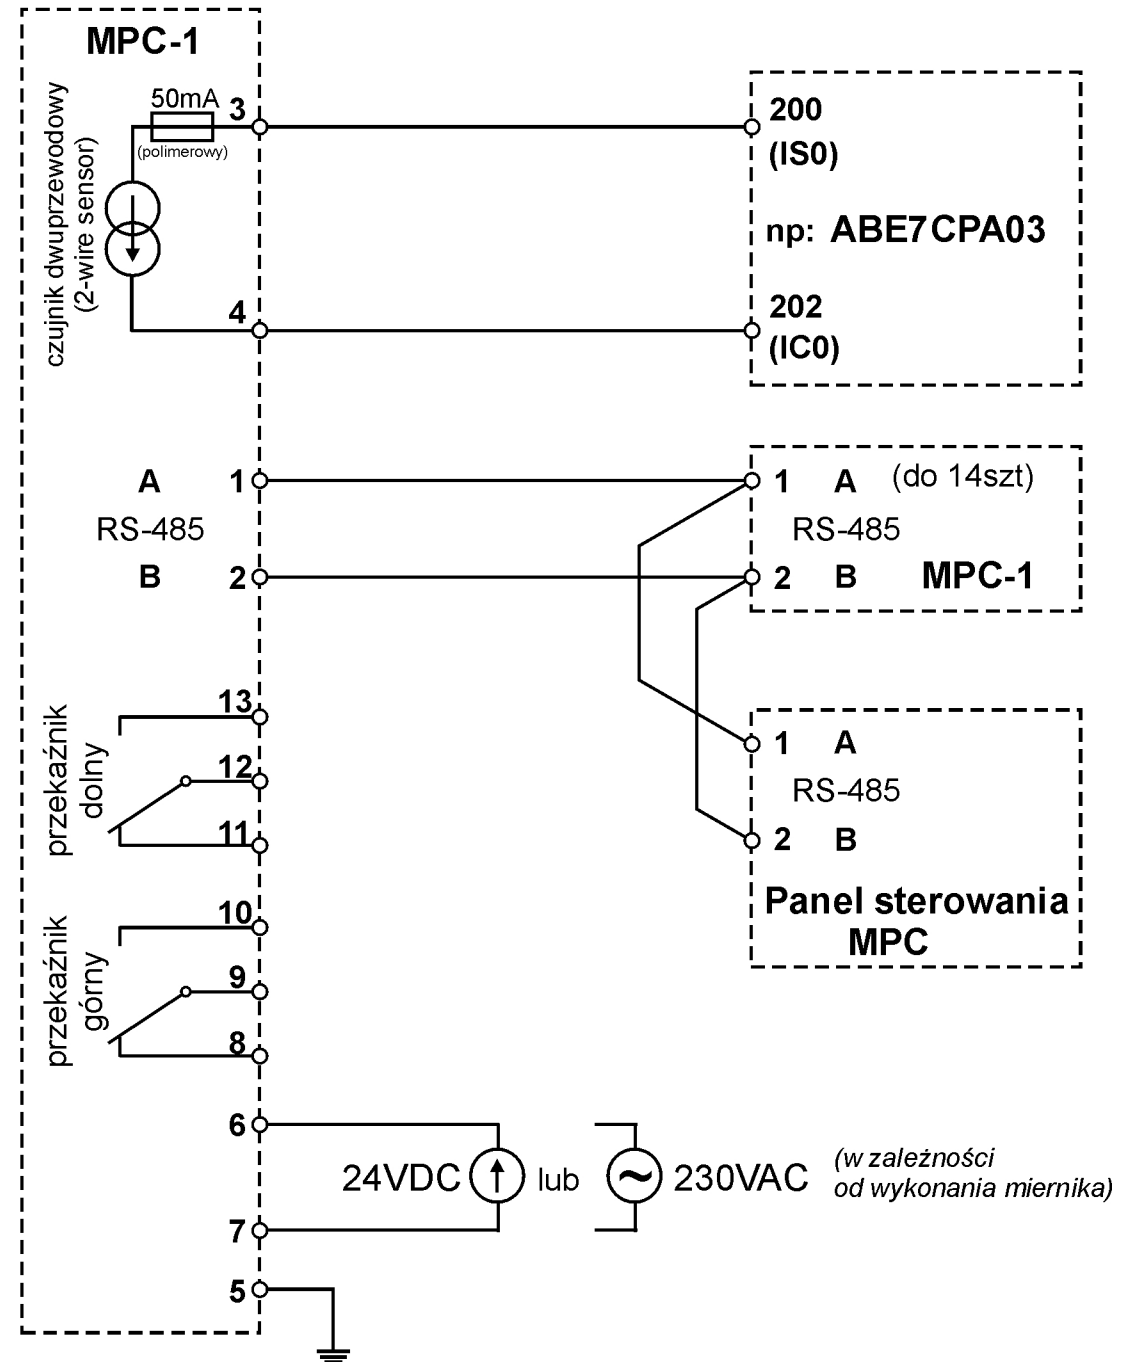 MPC-1
50mA
3
(polimerowy)
czujnik dwuprzewodowy
(2-wire sensor)
4
200
(IS0)
np: ABE7CPA03
202
(IC0)
A
1
RS-485
B
2
1 A (do 14szt)
RS-485
2 B MPC-1
przekaźnik
dolny
13
12
11
1 A
RS-485
2 B
Panel sterowania
MPC
przekaźnik
górny
10
9
8
6
24VDC lub 230VAC
(w zależności
od wykonania miernika)
7
5